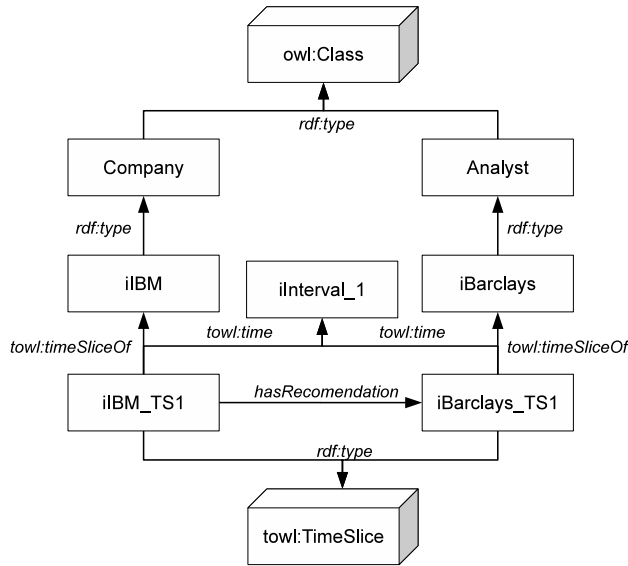 owl:Class
rdf:type
Company
Analyst
rdf:type
rdf:type
iIBM
iInterval_1
iBarclays
towl:timeSliceOf
towl:time
towl:time
towl:timeSliceOf
iIBM_TS1
hasRecomendation
iBarclays_TS1
rdf:type
towl:TimeSlice